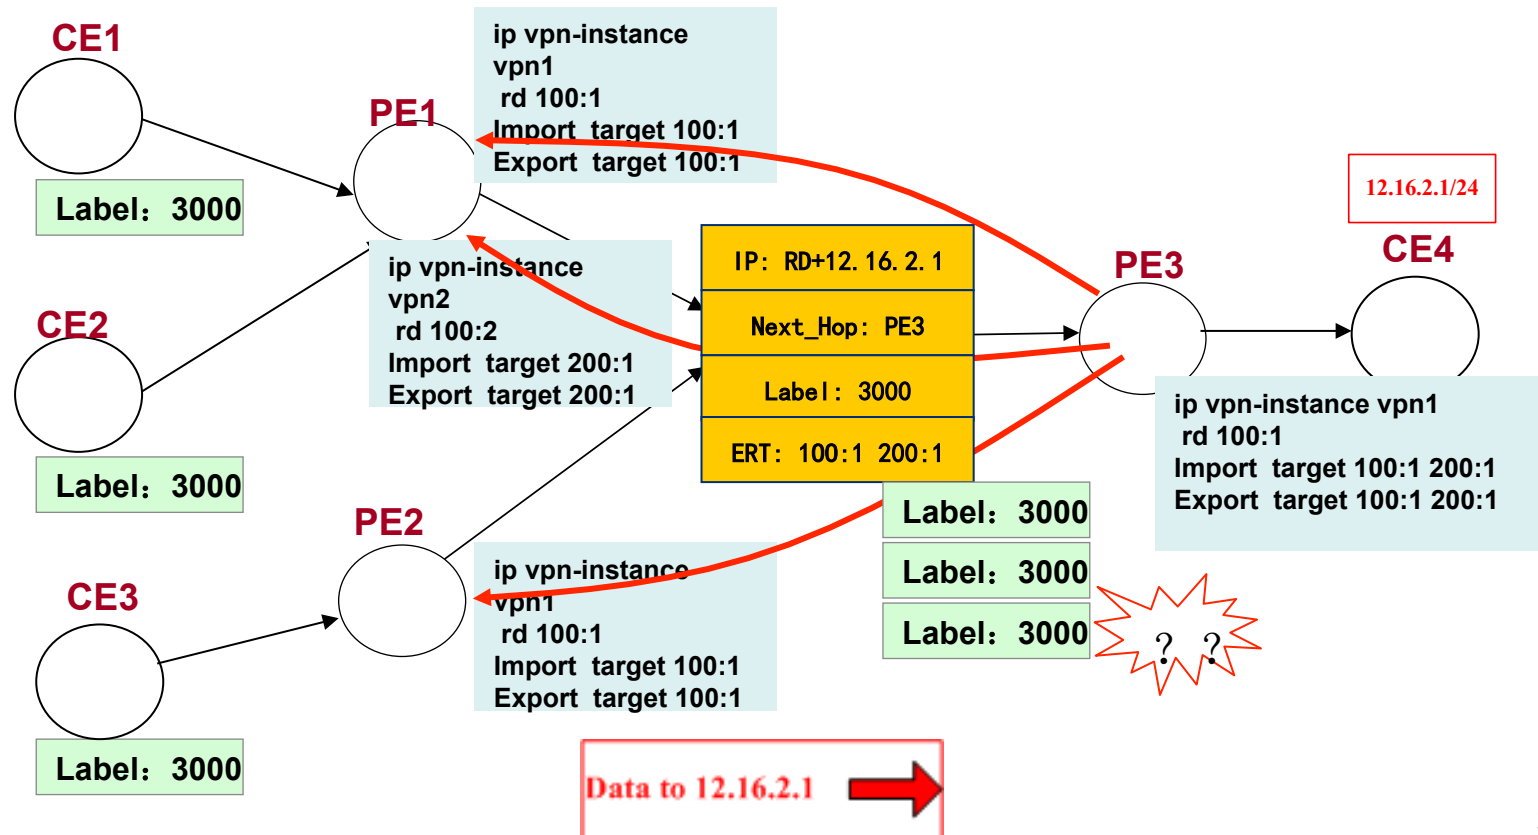 CE1
ip vpn-instance
vpn1
rd 100:1
Import target 100:1
Export target 100:1
PE1
Label：3000
12.16.2.1/24
CE4
PE3
IP: RD+12.16.2.1
Next_Hop: PE3
Label: 3000
ERT: 100:1 200:1
ip vpn-instance
vpn2
rd 100:2
Import target 200:1
Export target 200:1
CE2
Label：3000
ip vpn-instance vpn1
rd 100:1
Import target 100:1 200:1
Export target 100:1 200:1
Label：3000
Label：3000
Label：3000
？ ？
PE2
ip vpn-instance
vpn1
rd 100:1
Import target 100:1
Export target 100:1
CE3
Label：3000
Data to 12.16.2.1